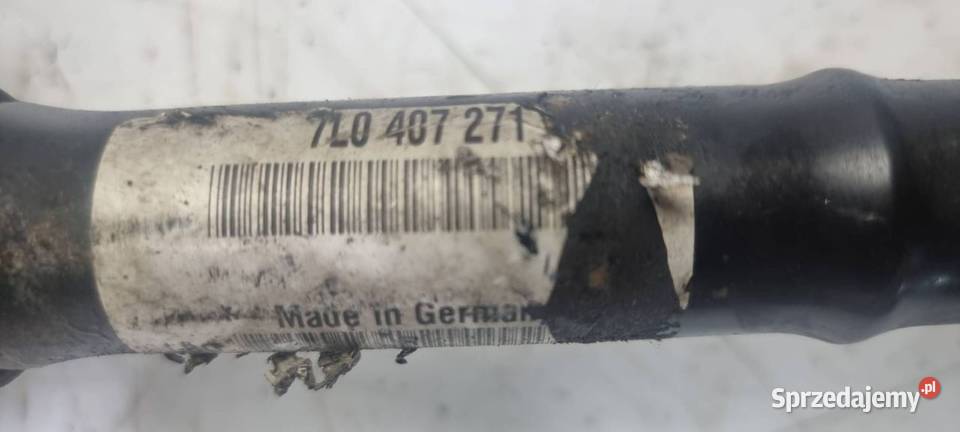 7L0 407 271
Made in German
Sprzedajemy.pl